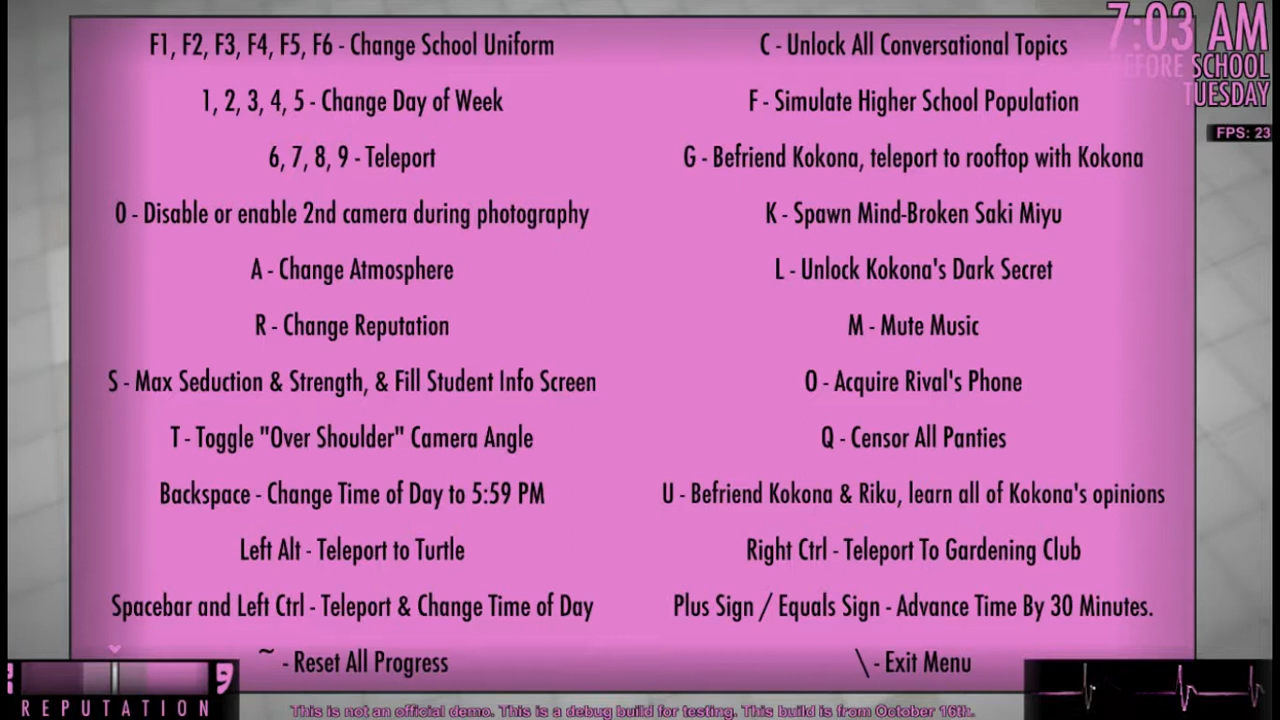 F1, F2, F3, F4, F5, F6 - Change School Uniform
1, 2, 3, 4, 5 - Change Day of Week
6, 7, 8, 9 - Teleport
0 - Disable or enable 2nd camera during photography
A - Change Atmosphere
R - Change Reputation
S - Max Seduction & Strength, & Fill Student Info Screen
T - Toggle "Over Shoulder" Camera Angle
Backspace - Change Time of Day to 5:59 PM
Left Alt - Teleport to Turtle
Spacebar and Left Ctrl - Teleport & Change Time of Day
~ - Reset All Progress
C - Unlock All Conversational Topics
F - Simulate Higher School Population
G - Befriend Kokona, teleport to rooftop with Kokona
K - Spawn Mind-Broken Saki Miyu
L - Unlock Kokona's Dark Secret
M - Mute Music
O - Acquire Rival's Phone
Q - Censor All Panties
U - Befriend Kokona & Riku, learn all of Kokona's opinions
Right Ctrl - Teleport To Gardening Club
Plus Sign / Equals Sign - Advance Time By 30 Minutes.
\ - Exit Menu
7:03 AM
BEFORE SCHOOL
TUESDAY
FPS: 23
REPUTATION
This is not an official demo. This is a debug build for testing. This build is from October 16th.